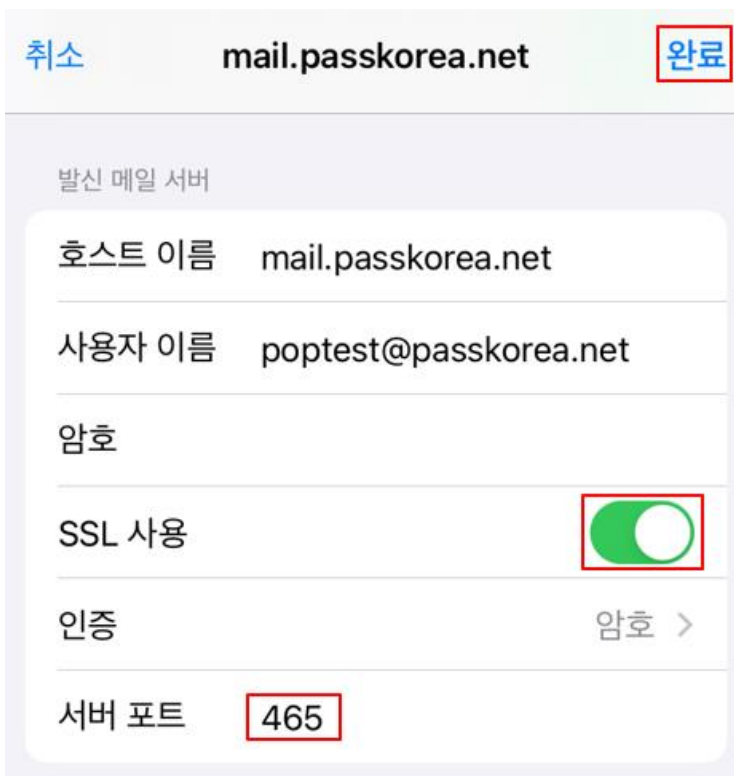 취소 mail.passkorea.net 완료
발신 메일 서버
호스트 이름 mail.passkorea.net
사용자 이름 poptest@passkorea.net
암호
SSL 사용
인증 암호 >
서버 포트 465